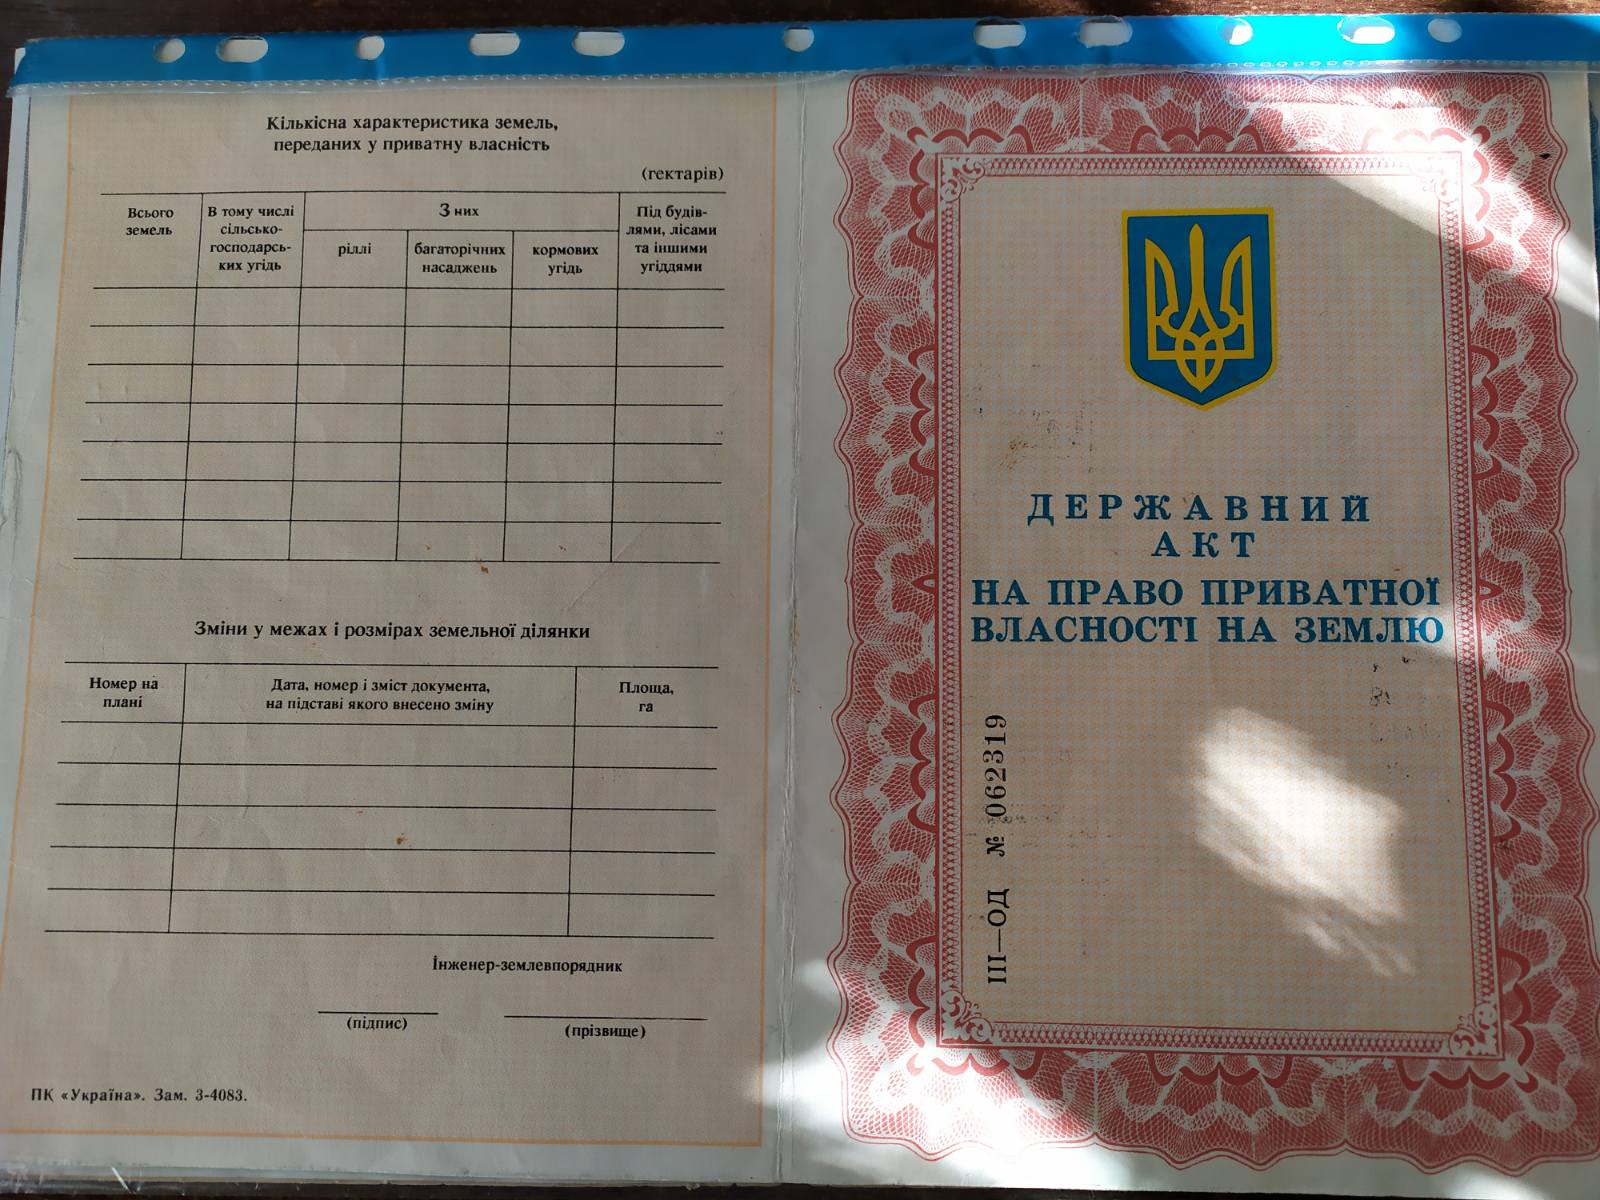 Кількісна характеристика земель,
переданих у приватну власність
(гектарів)
Всього
земель
В тому числі
сільсько-
господарсь-
ких угідь
З них
ріллі
багаторічних
насаджень
кормових
угідь
Під будів-
лями, лісами
та іншими
угіддями
Зміни у межах і розмірах земельної ділянки
Номер на
плані
Дата, номер і зміст документа,
на підставі якого внесено зміну
Площа,
га
Інженер-землевпорядник
(підпис)
(прізвище)
ПК «Україна». Зам. 3-4083.
ДЕРЖАВНИЙ
АКТ
НА ПРАВО ПРИВАТНОЇ
ВЛАСНОСТІ НА ЗЕМЛЮ
III—ОД № 062319